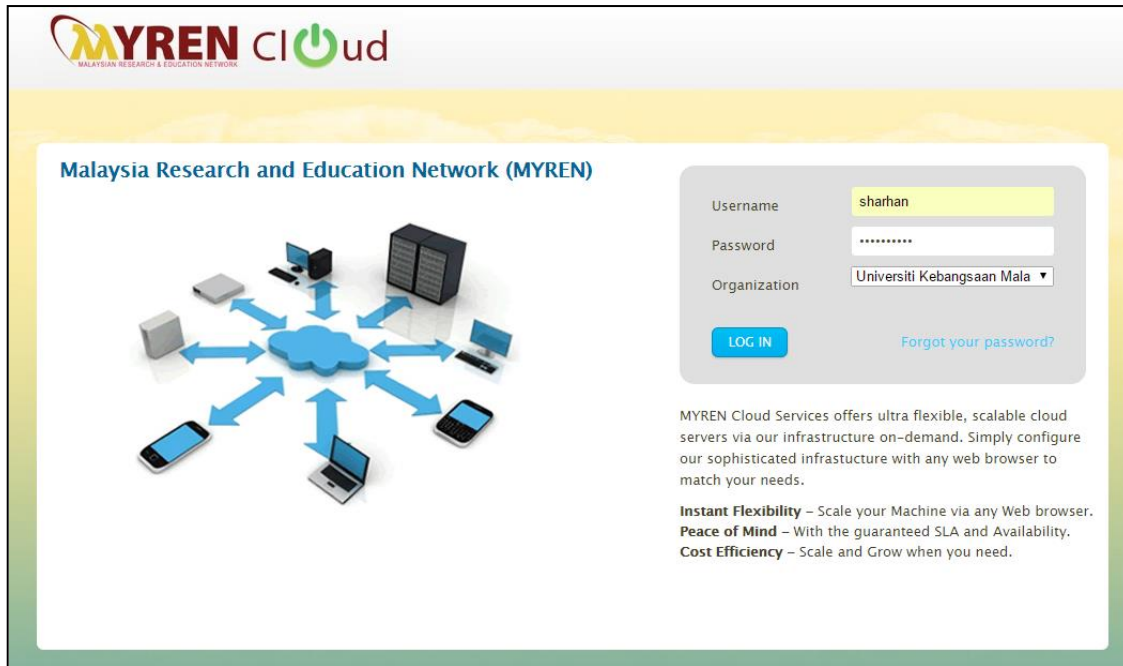 MYREN Cloud
MALAYSIAN RESEARCH & EDUCATION NETWORK
Malaysia Research and Education Network (MYREN)
Username
sharhan
Password
••••••••••
Organization
Universiti Kebangsaan Mala
LOG IN
Forgot your password?
MYREN Cloud Services offers ultra flexible, scalable cloud
servers via our infrastructure on-demand. Simply configure
our sophisticated infrastucture with any web browser to
match your needs.
Instant Flexibility – Scale your Machine via any Web browser.
Peace of Mind – With the guaranteed SLA and Availability.
Cost Efficiency – Scale and Grow when you need.